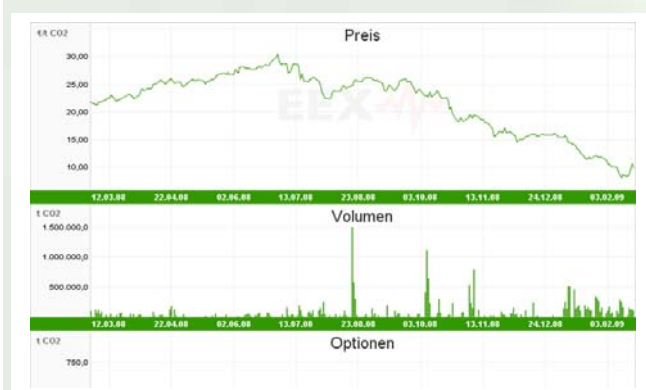 €/t CO2
Preis
30,00
25,00
20,00
15,00
10,00
EEX
12.03.08 22.04.08 02.06.08 13.07.08 23.08.08 03.10.08 13.11.08 24.12.08 03.02.09
t CO2
Volumen
1.500.000,0
1.000.000,0
500.000,0
12.03.08 22.04.08 02.06.08 13.07.08 23.08.08 03.10.08 13.11.08 24.12.08 03.02.09
t CO2
Optionen
750,0